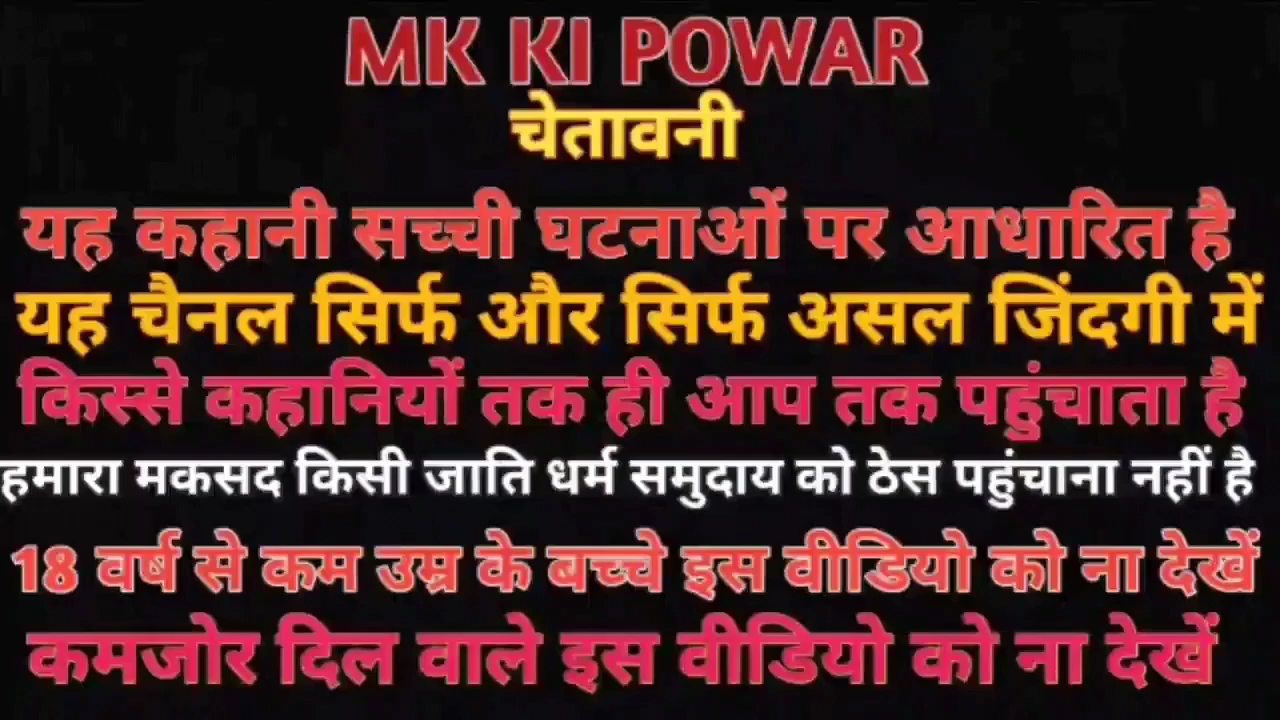 MK KI POWAR
चेतावनी
यह कहानी सच्ची घटनाओं पर आधारित है
यह चैनल सिर्फ और सिर्फ असल जिंदगी में
किस्से कहानियों तक ही आप तक पहुंचाता है
हमारा मकसद किसी जाति धर्म समुदाय को ठेस पहुंचाना नहीं है
18 वर्ष से कम उम्र के बच्चे इस वीडियो को ना देखें
कमजोर दिल वाले इस वीडियो को ना देखें